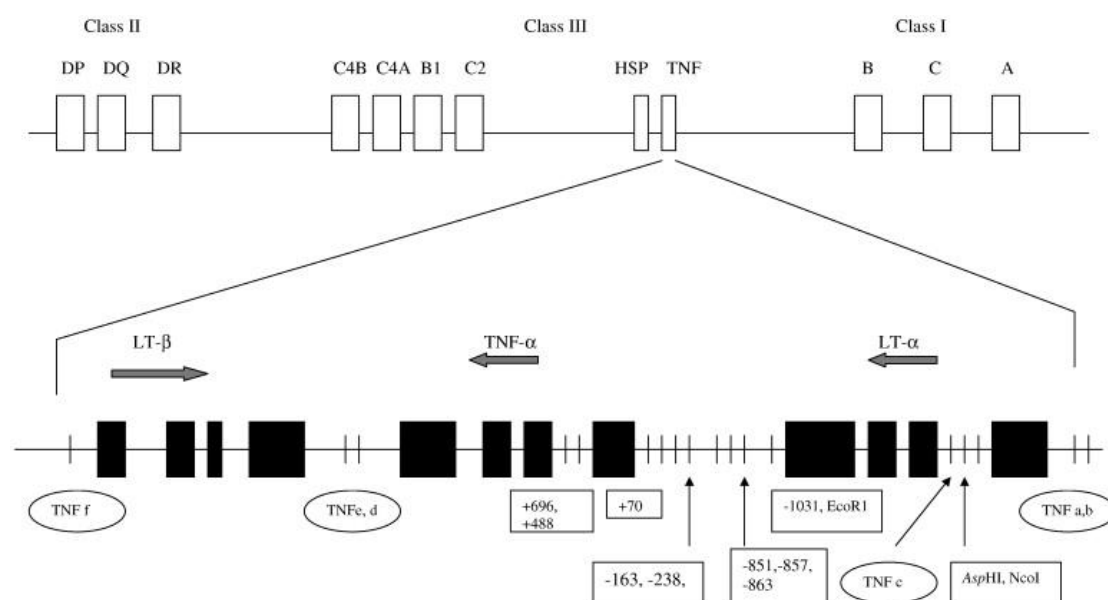 Class II Class III Class I
DP DQ DR C4B C4A B1 C2 HSP TNF B C A
LT-β TNF-α LT-α
TNF f TNFe, d +696, +70 -1031, EcoR1 TNF a,b
+488
-163, -238, -851,-857, TNF c AspHI, NcoI
-863